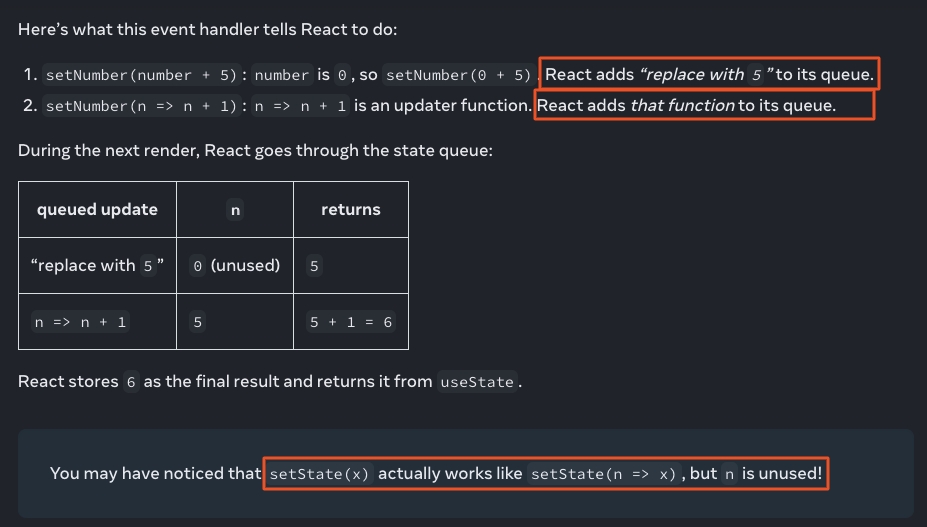 Here’s what this event handler tells React to do:
1. setNumber(number + 5): number is 0, so setNumber(0 + 5). React adds “replace with 5” to its queue.
2. setNumber(n => n + 1): n => n + 1 is an updater function. React adds that function to its queue.
During the next render, React goes through the state queue:
queued update n returns
“replace with 5” 0 (unused) 5
n => n + 1 5 5 + 1 = 6
React stores 6 as the final result and returns it from useState.
You may have noticed that setState(x) actually works like setState(n => x), but n is unused!